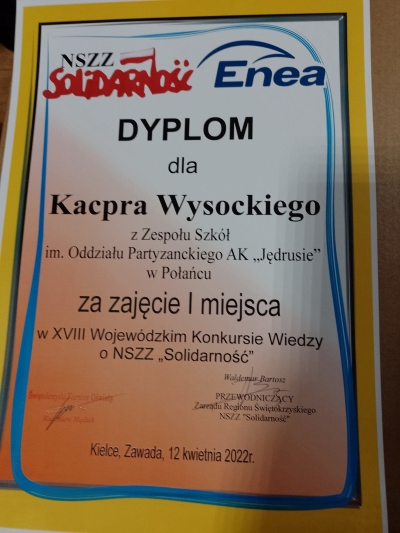 NSZZ
SOLIDARNOŚĆ
Enea
DYPLOM
dla
Kacpra Wysockiego
z Zespołu Szkół
im. Oddziału Partyzanckiego AK „Jędrusie”
w Połańcu
za zajęcie I miejsca
w XVIII Wojewódzkim Konkursie Wiedzy
o NSZZ „Solidarność”
Waldemar Bartosz
PRZEWODNICZĄCY
Zarządu Regionu Świętokrzyskiego
NSZZ "Solidarność"
Kielce, Zawada, 12 kwietnia 2022r.